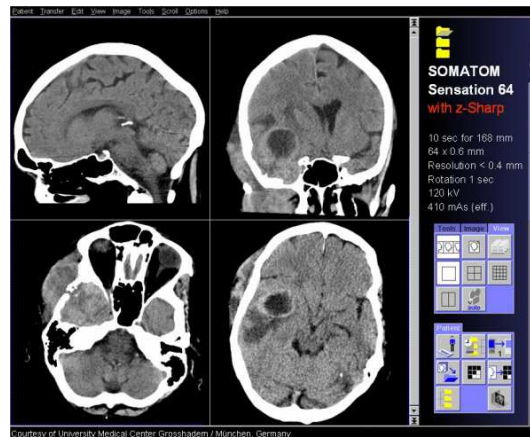 Patient Transfer Edit View Image Tools Scroll Options Help
SOMATOM
Sensation 64
with z-Sharp
10 sec for 168 mm
64 x 0.6 mm
Resolution < 0.4 mm
Rotation 1 sec
120 kV
410 mAs (eff.)
Tools Image View
vote
Patient
1
Courtesy of University Medical Center Grosshadern / München, Germany